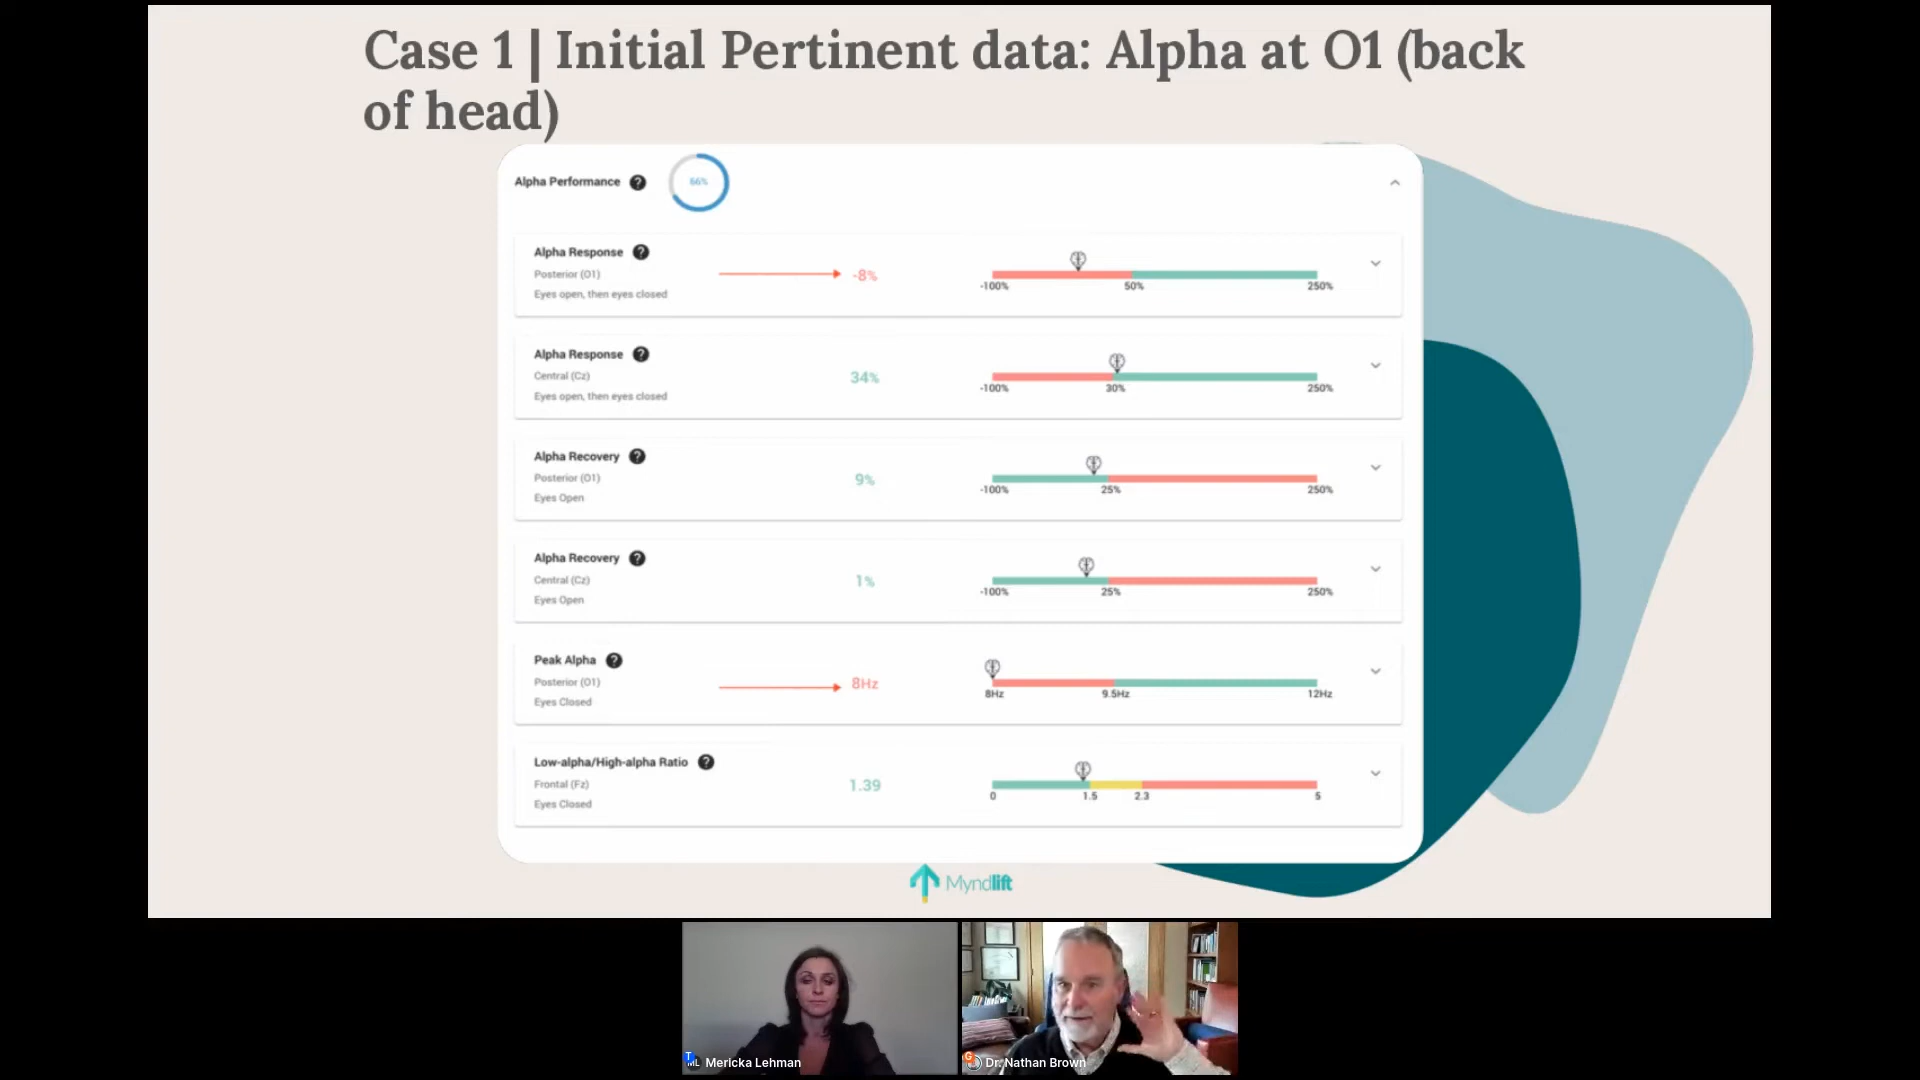 Case 1 | Initial Pertinent data: Alpha at O1 (back
of head)
Alpha Performance ? 66%
Alpha Response ?
Posterior (O1)
Eyes open, then eyes closed
-8%
-100% 50% 250%
Alpha Response ?
Central (Cz)
Eyes open, then eyes closed
34%
-100% 30% 250%
Alpha Recovery ?
Posterior (O1)
Eyes Open
9%
-100% 25% 250%
Alpha Recovery ?
Central (Cz)
Eyes Open
1%
-100% 25% 250%
Peak Alpha ?
Posterior (O1)
Eyes Closed
8Hz
8Hz 9.5Hz 12Hz
Low-alpha/High-alpha Ratio ?
Frontal (Fz)
Eyes Closed
1.39
0 1.5 2.3 5
Myndlift
T ML Mericka Lehman
G Dr. Nathan Brown